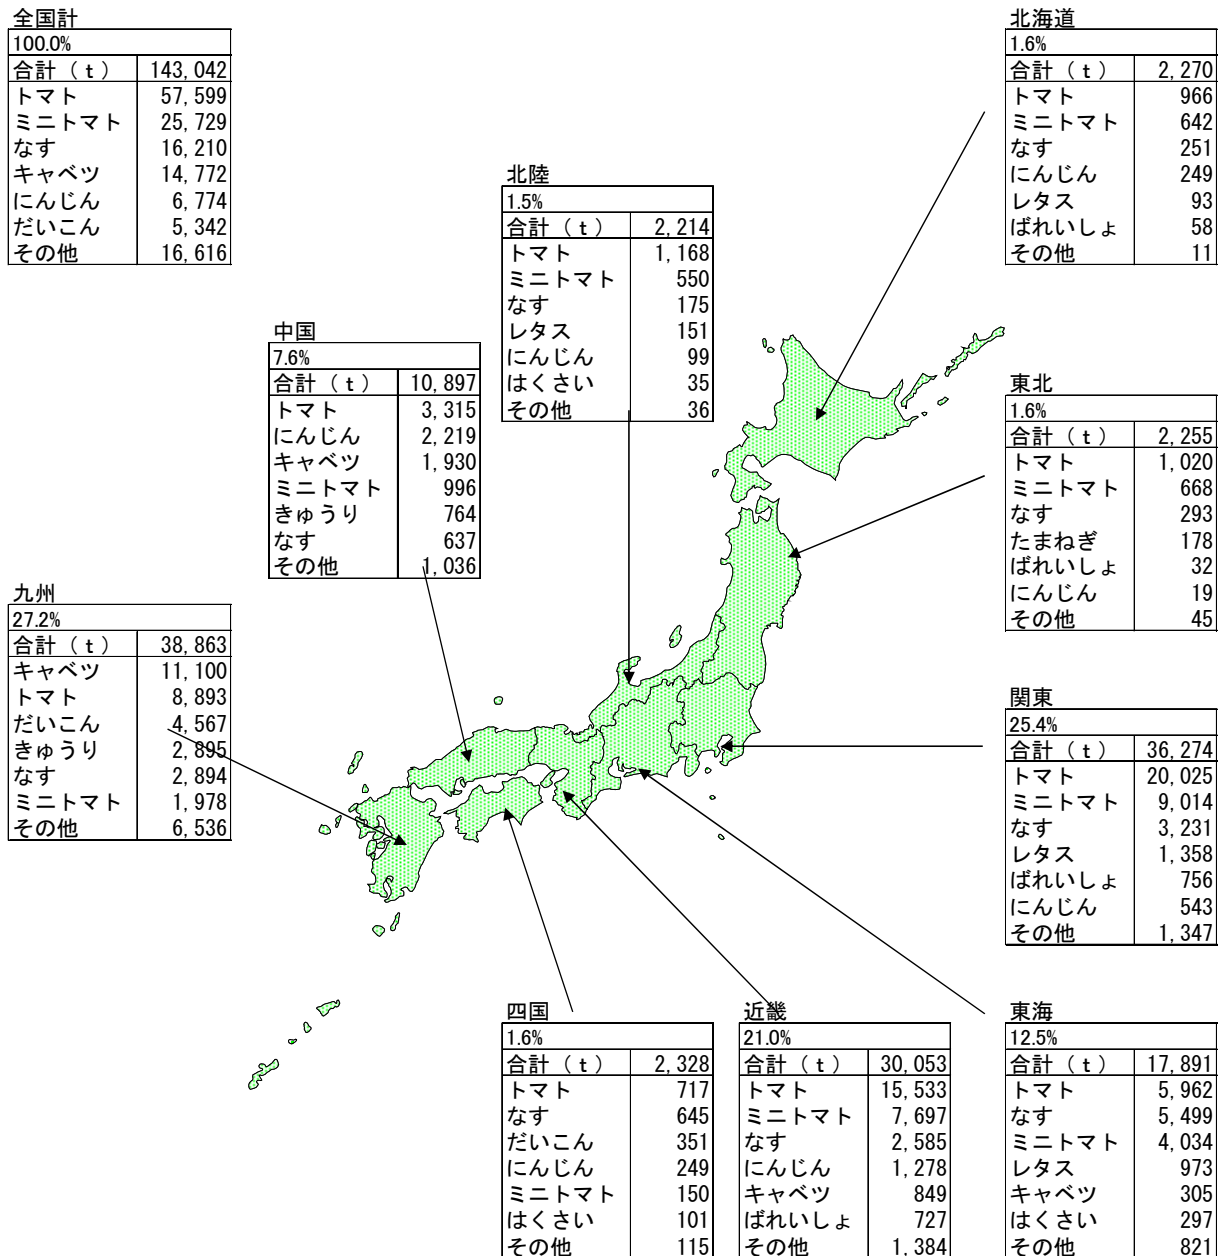 全国計
100.0%
合計（t） 143,042
トマト 57,599
ミニトマト 25,729
なす 16,210
キャベツ 14,772
にんじん 6,774
だいこん 5,342
その他 16,616
北海道
1.6%
合計（t） 2,270
トマト 966
ミニトマト 642
なす 251
にんじん 249
レタス 93
ばれいしょ 58
その他 11
北陸
1.5%
合計（t） 2,214
トマト 1,168
ミニトマト 550
なす 175
レタス 151
にんじん 99
はくさい 35
その他 36
中国
7.6%
合計（t） 10,897
トマト 3,315
にんじん 2,219
キャベツ 1,930
ミニトマト 996
きゅうり 764
なす 637
その他 1,036
東北
1.6%
合計（t） 2,255
トマト 1,020
ミニトマト 668
なす 293
たまねぎ 178
ばれいしょ 32
にんじん 19
その他 45
九州
27.2%
合計（t） 38,863
キャベツ 11,100
トマト 8,893
だいこん 4,567
きゅうり 2,895
なす 2,894
ミニトマト 1,978
その他 6,536
関東
25.4%
合計（t） 36,274
トマト 20,025
ミニトマト 9,014
なす 3,231
レタス 1,358
ばれいしょ 756
にんじん 543
その他 1,347
四国
1.6%
合計（t） 2,328
トマト 717
なす 645
だいこん 351
にんじん 249
ミニトマト 150
はくさい 101
その他 115
近畿
21.0%
合計（t） 30,053
トマト 15,533
ミニトマト 7,697
なす 2,585
にんじん 1,278
キャベツ 849
ばれいしょ 727
その他 1,384
東海
12.5%
合計（t） 17,891
トマト 5,962
なす 5,499
ミニトマト 4,034
レタス 973
キャベツ 305
はくさい 297
その他 821